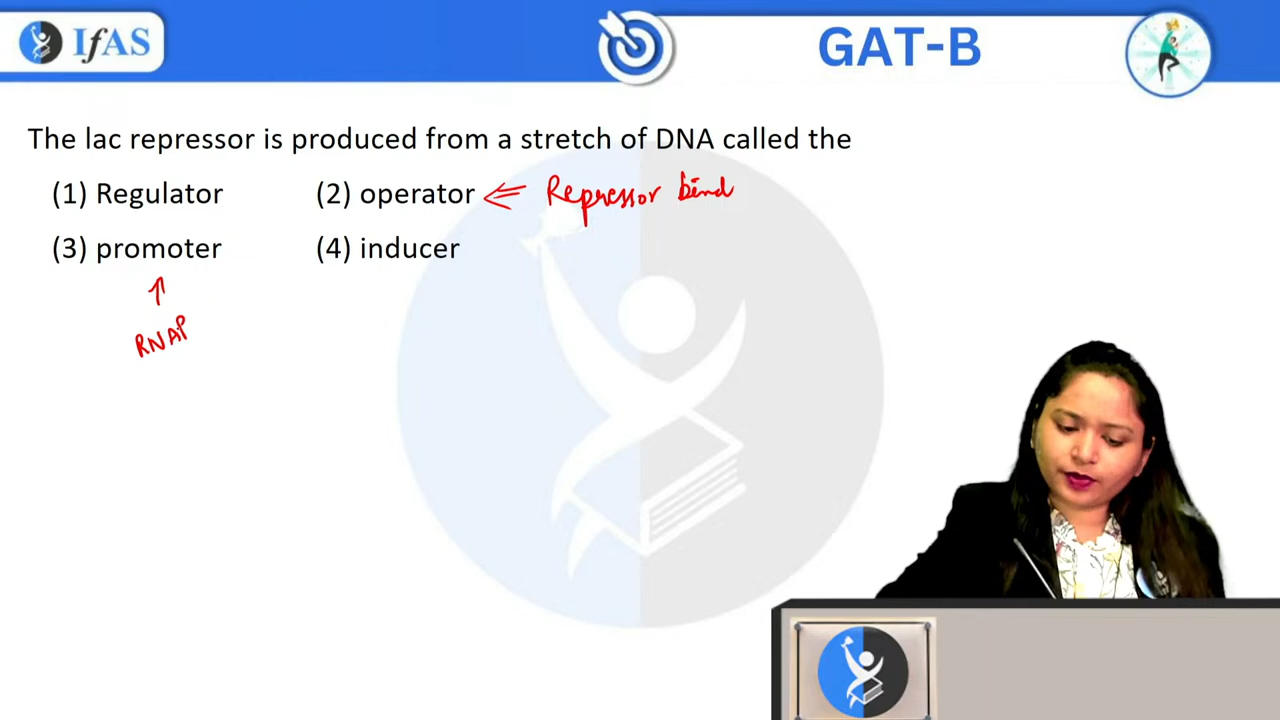 IfAS
GAT-B
The lac repressor is produced from a stretch of DNA called the
(1) Regulator (2) operator ⇐ Repressor bind
(3) promoter (4) inducer
↑
RNAP